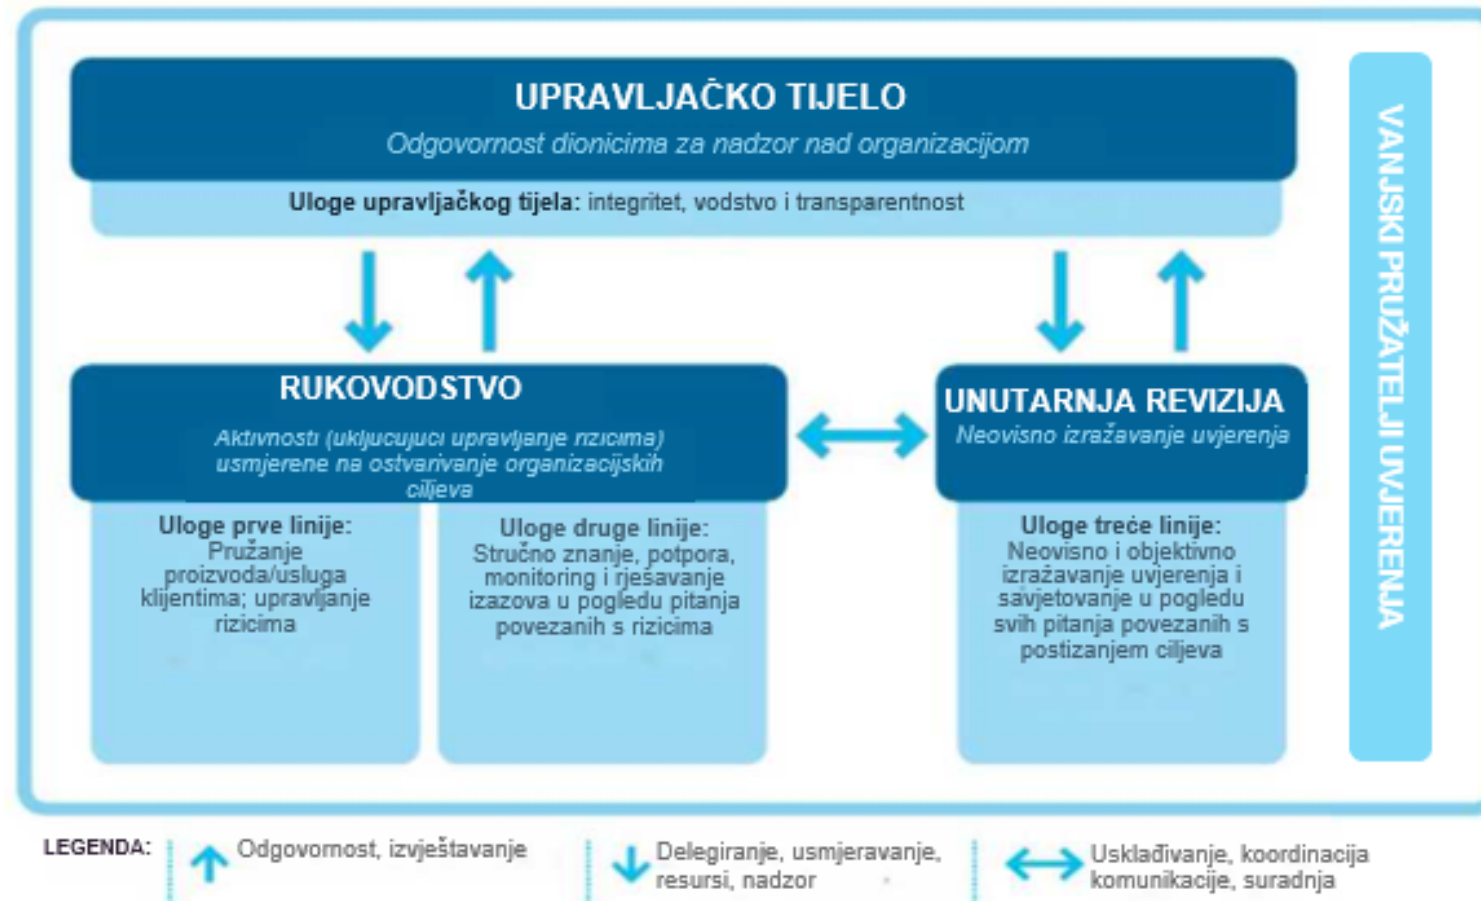 UPRAVLJAČKO TIJELO
Odgovornost dionicima za nadzor nad organizacijom
Uloge upravljačkog tijela: integritet, vodstvo i transparentnost
RUKOVODSTVO
Aktivnosti (uključujući upravljanje rizicima)
usmjerene na ostvarivanje organizacijskih
ciljeva
Uloge prve linije:
Pružanje
proizvoda/usluga
klijentima; upravljanje
rizicima
Uloge druge linije:
Stručno znanje, potpora,
monitoring i rješavanje
izazova u pogledu pitanja
povezanih s rizicima
UNUTARNJA REVIZIJA
Neovisno izražavanje uvjerenja
Uloge treće linije:
Neovisno i objektivno
izražavanje uvjerenja i
savjetovanje u pogledu
svih pitanja povezanih s
postizanjem ciljeva
VANJSKI PRUŽATELJI UVJERENJA
LEGENDA:
Odgovornost, izvještavanje
Delegiranje, usmjeravanje,
resursi, nadzor
Usklađivanje, koordinacija
komunikacije, suradnja